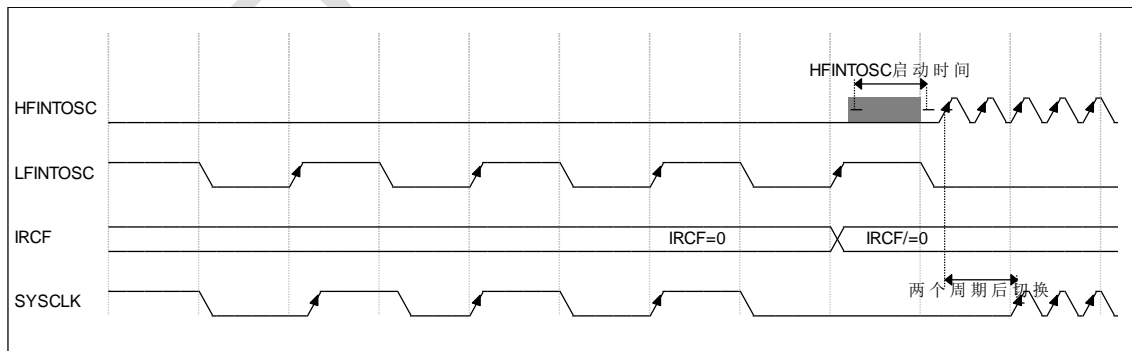 HFINTOSC启动时间
HFINTOSC
LFINTOSC
IRCF
IRCF=0
IRCF/=0
两个周期后切换
SYSCLK